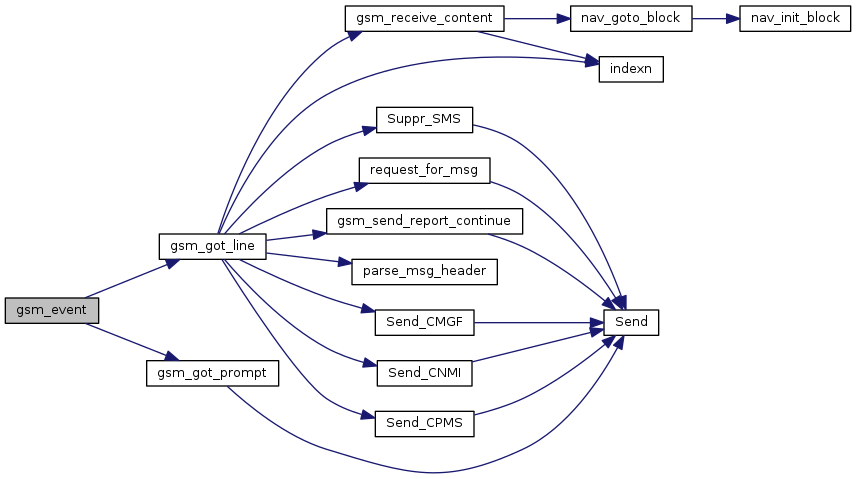 gsm_receive_content
nav_goto_block
nav_init_block
indexn
Suppr_SMS
request_for_msg
gsm_send_report_continue
gsm_got_line
parse_msg_header
gsm_event
Send_CMGF
Send
gsm_got_prompt
Send_CNMI
Send_CPMS